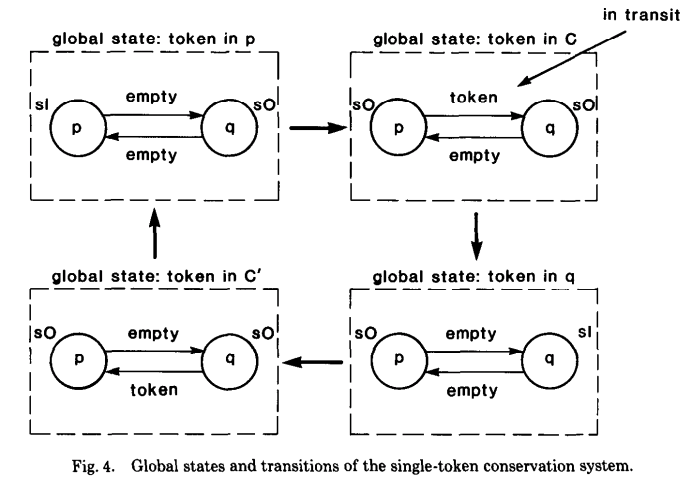 in transit
global state: token in p
global state: token in C
s1
empty
s0
p
q
empty
s0
token
s0
p
q
empty
global state: token in C'
global state: token in q
s0
empty
s0
p
q
token
s0
empty
s1
p
q
empty
Fig. 4. Global states and transitions of the single-token conservation system.